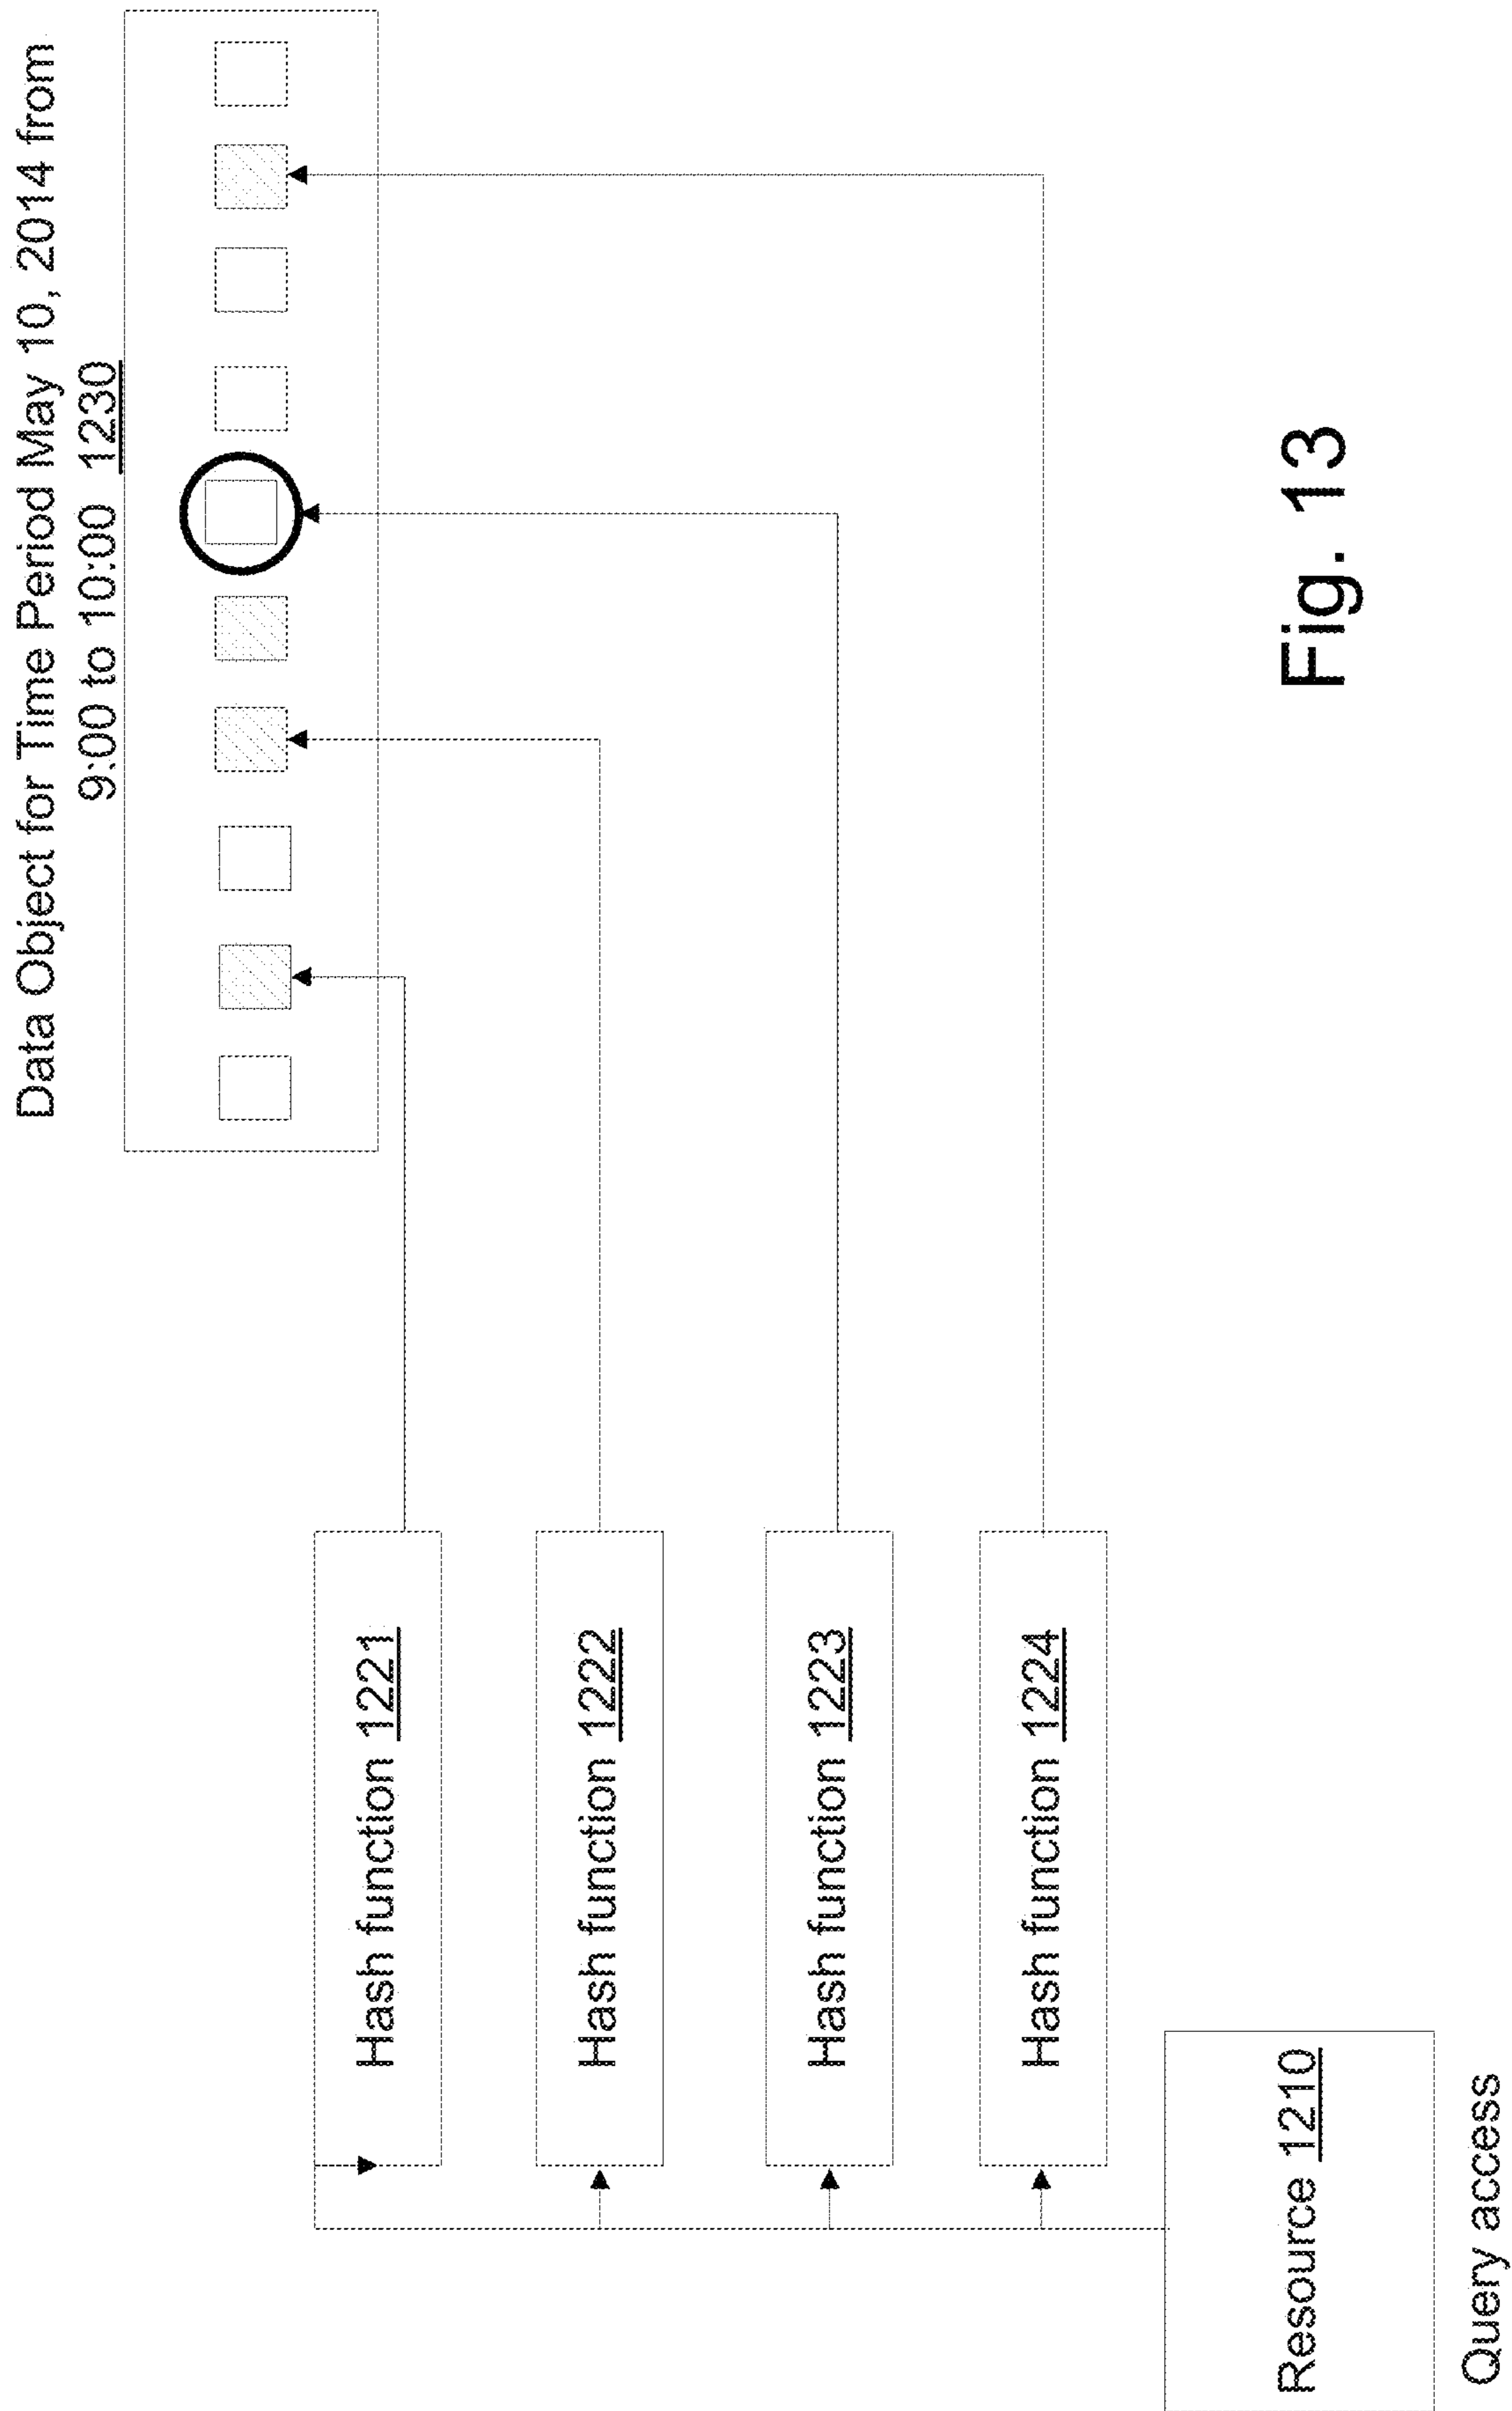 Data Object for Time Period May 10, 2014 from
9:00 to 10:00 1230
Hash function 1221
Hash function 1222
Hash function 1223
Hash function 1224
Resource 1210
Query access
Fig. 13